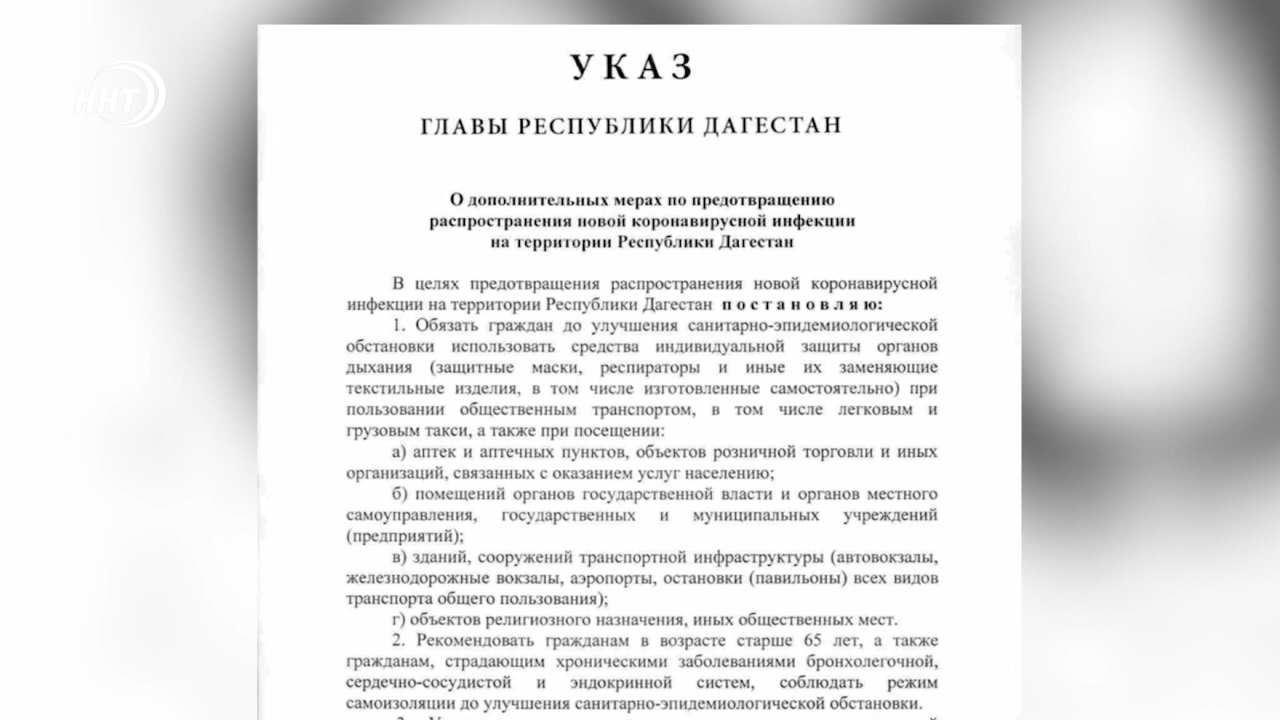 ННТ
УКАЗ
ГЛАВЫ РЕСПУБЛИКИ ДАГЕСТАН
О дополнительных мерах по предотвращению
распространения новой коронавирусной инфекции
на территории Республики Дагестан
В целях предотвращения распространения новой коронавирусной
инфекции на территории Республики Дагестан постановляю:
1. Обязать граждан до улучшения санитарно-эпидемиологической
обстановки использовать средства индивидуальной защиты органов
дыхания (защитные маски, респираторы и иные их заменяющие
текстильные изделия, в том числе изготовленные самостоятельно) при
пользовании общественным транспортом, в том числе легковым и
грузовым такси, а также при посещении:
а) аптек и аптечных пунктов, объектов розничной торговли и иных
организаций, связанных с оказанием услуг населению;
б) помещений органов государственной власти и органов местного
самоуправления, государственных и муниципальных учреждений
(предприятий);
в) зданий, сооружений транспортной инфраструктуры (автовокзалы,
железнодорожные вокзалы, аэропорты, остановки (павильоны) всех видов
транспорта общего пользования);
г) объектов религиозного назначения, иных общественных мест.
2. Рекомендовать гражданам в возрасте старше 65 лет, а также
гражданам, страдающим хроническими заболеваниями бронхолегочной,
сердечно-сосудистой и эндокринной систем, соблюдать режим
самоизоляции до улучшения санитарно-эпидемиологической обстановки.